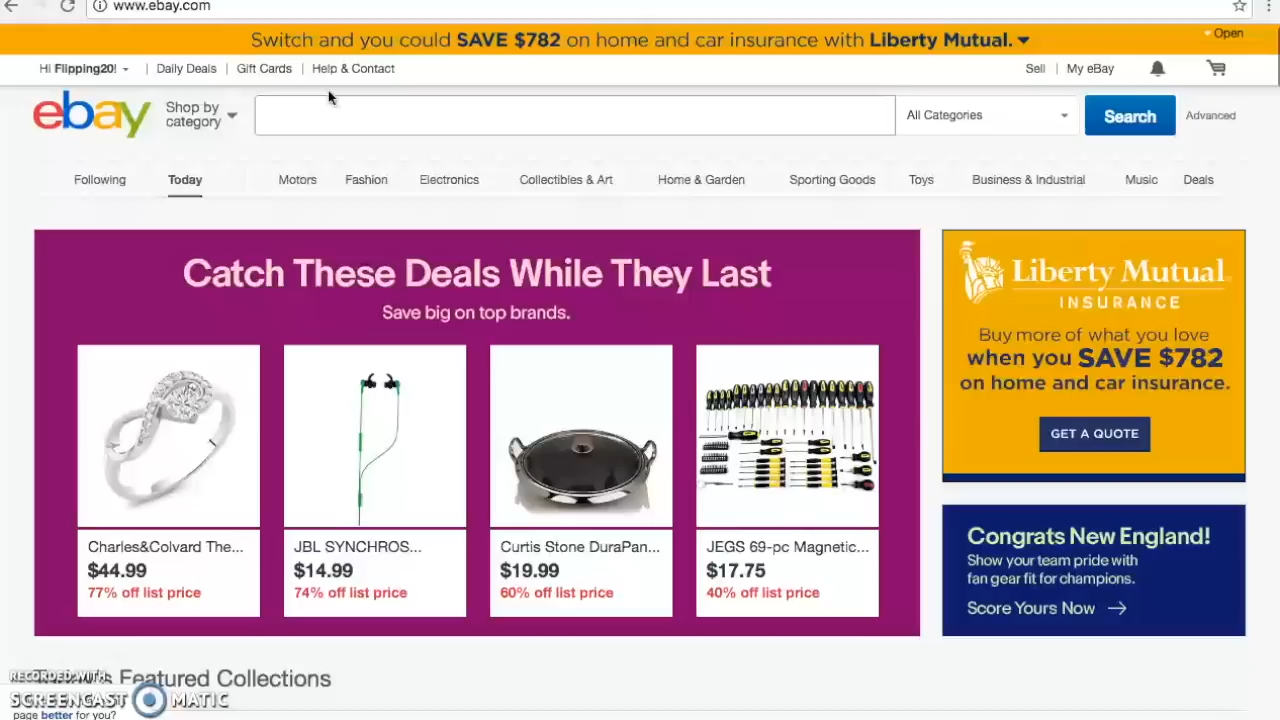 www.ebay.com
Switch and you could SAVE $782 on home and car insurance with Liberty Mutual.
Open
Hi Flipping20! Daily Deals Gift Cards Help & Contact Sell My eBay
ebay
Shop by
category
All Categories
Search
Advanced
Following Today Motors Fashion Electronics Collectibles & Art Home & Garden Sporting Goods Toys Business & Industrial Music Deals
Catch These Deals While They Last
Save big on top brands.
Charles&Colvard The...
$44.99
77% off list price
JBL SYNCHROS...
$14.99
74% off list price
Curtis Stone DuraPan...
$19.99
60% off list price
JEGS 69-pc Magnetic...
$17.75
40% off list price
Liberty Mutual
INSURANCE
Buy more of what you love
when you SAVE $782
on home and car insurance.
GET A QUOTE
Congrats New England!
Show your team pride with
fan gear fit for champions.
Score Yours Now
Featured Collections
RECORDED WITH
SCREENCAST MATIC
page better for you?